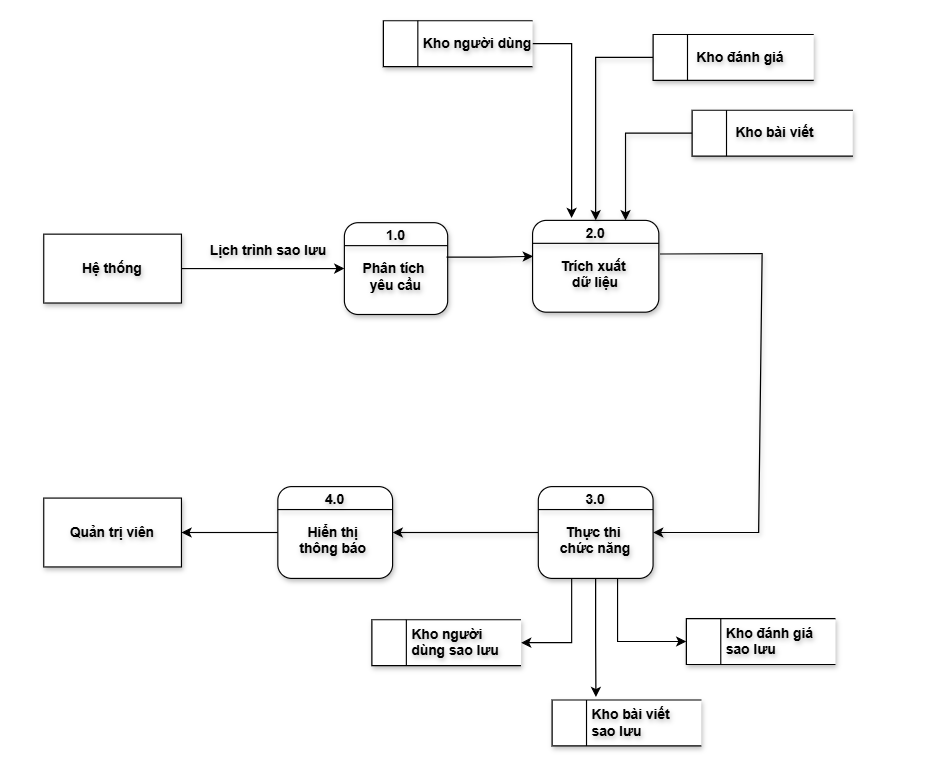 Kho người dùng
Kho đánh giá
Kho bài viết
Hệ thống
Lịch trình sao lưu
1.0
Phân tích
yêu cầu
2.0
Trích xuất
dữ liệu
Quản trị viên
4.0
Hiển thị
thông báo
3.0
Thực thi
chức năng
Kho người
dùng sao lưu
Kho đánh giá
sao lưu
Kho bài viết
sao lưu